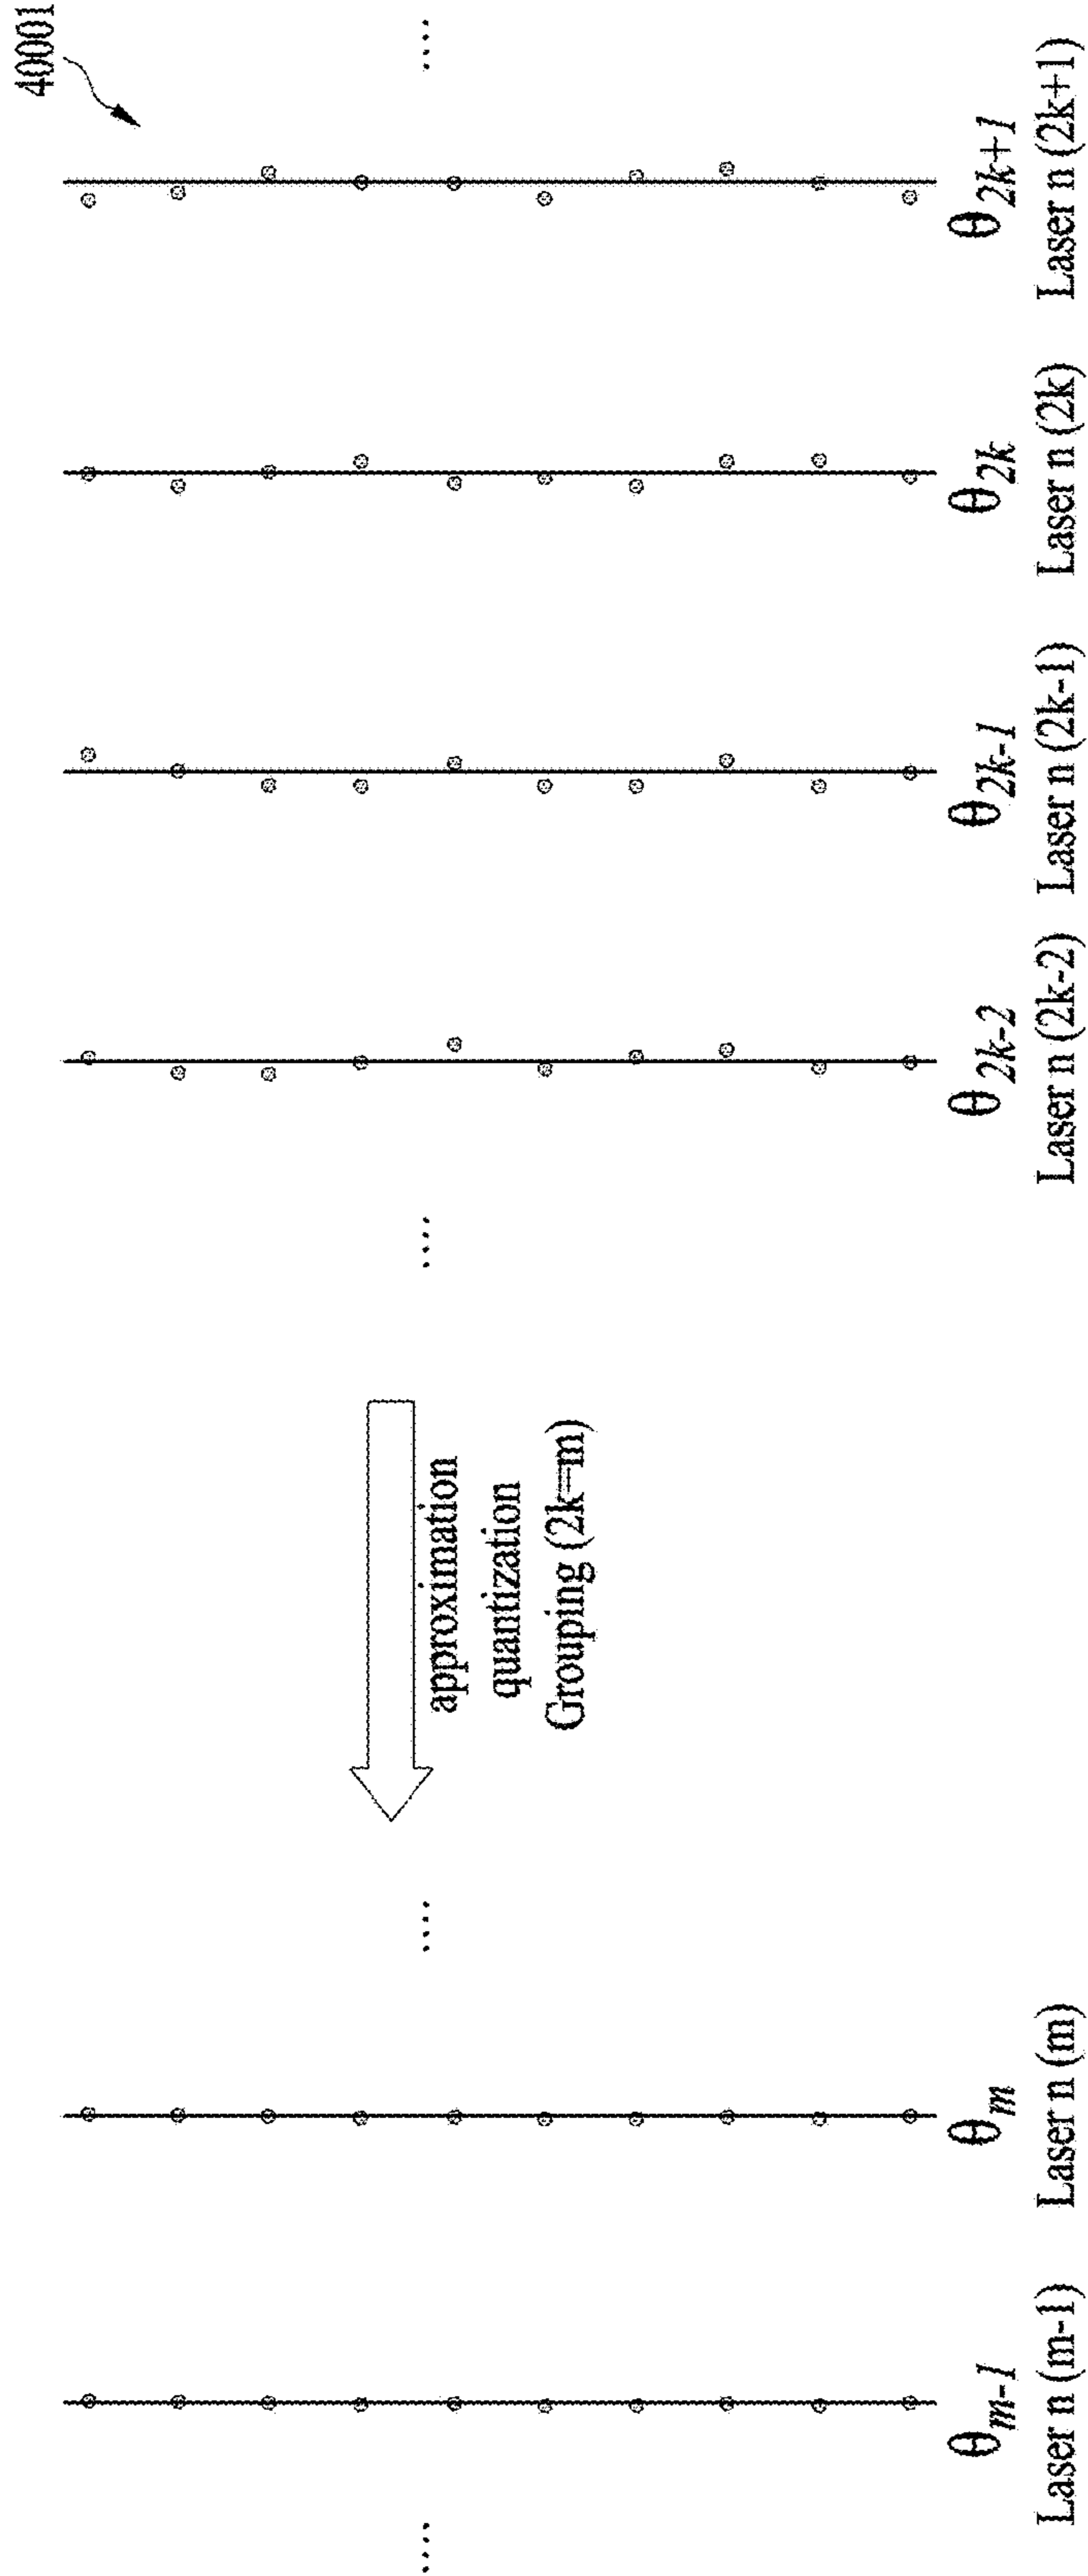 40001
.... .... .... ....
approximation
quantization
Grouping (2k=m)
θm-1 θm θ2k-2 θ2k-1 θ2k θ2k+1
Laser n (m-1) Laser n (m) Laser n (2k-2) Laser n (2k-1) Laser n (2k) Laser n (2k+1)